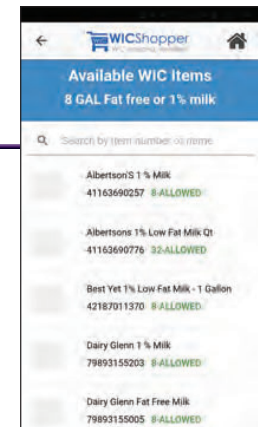 WICShopper
Available WIC Items
8 GAL Fat free or 1% milk
Search by item number or name
Albertson'S 1 % Milk
41163690257 8-ALLOWED
Albertsons 1% Low Fat Milk Qt
41163690776 32-ALLOWED
Best Yet 1% Low Fat Milk - 1 Gallon
42187011370 8-ALLOWED
Dairy Glenn 1 % Milk
79893155203 8-ALLOWED
Dairy Glenn Fat Free Milk
79893155005 8-ALLOWED